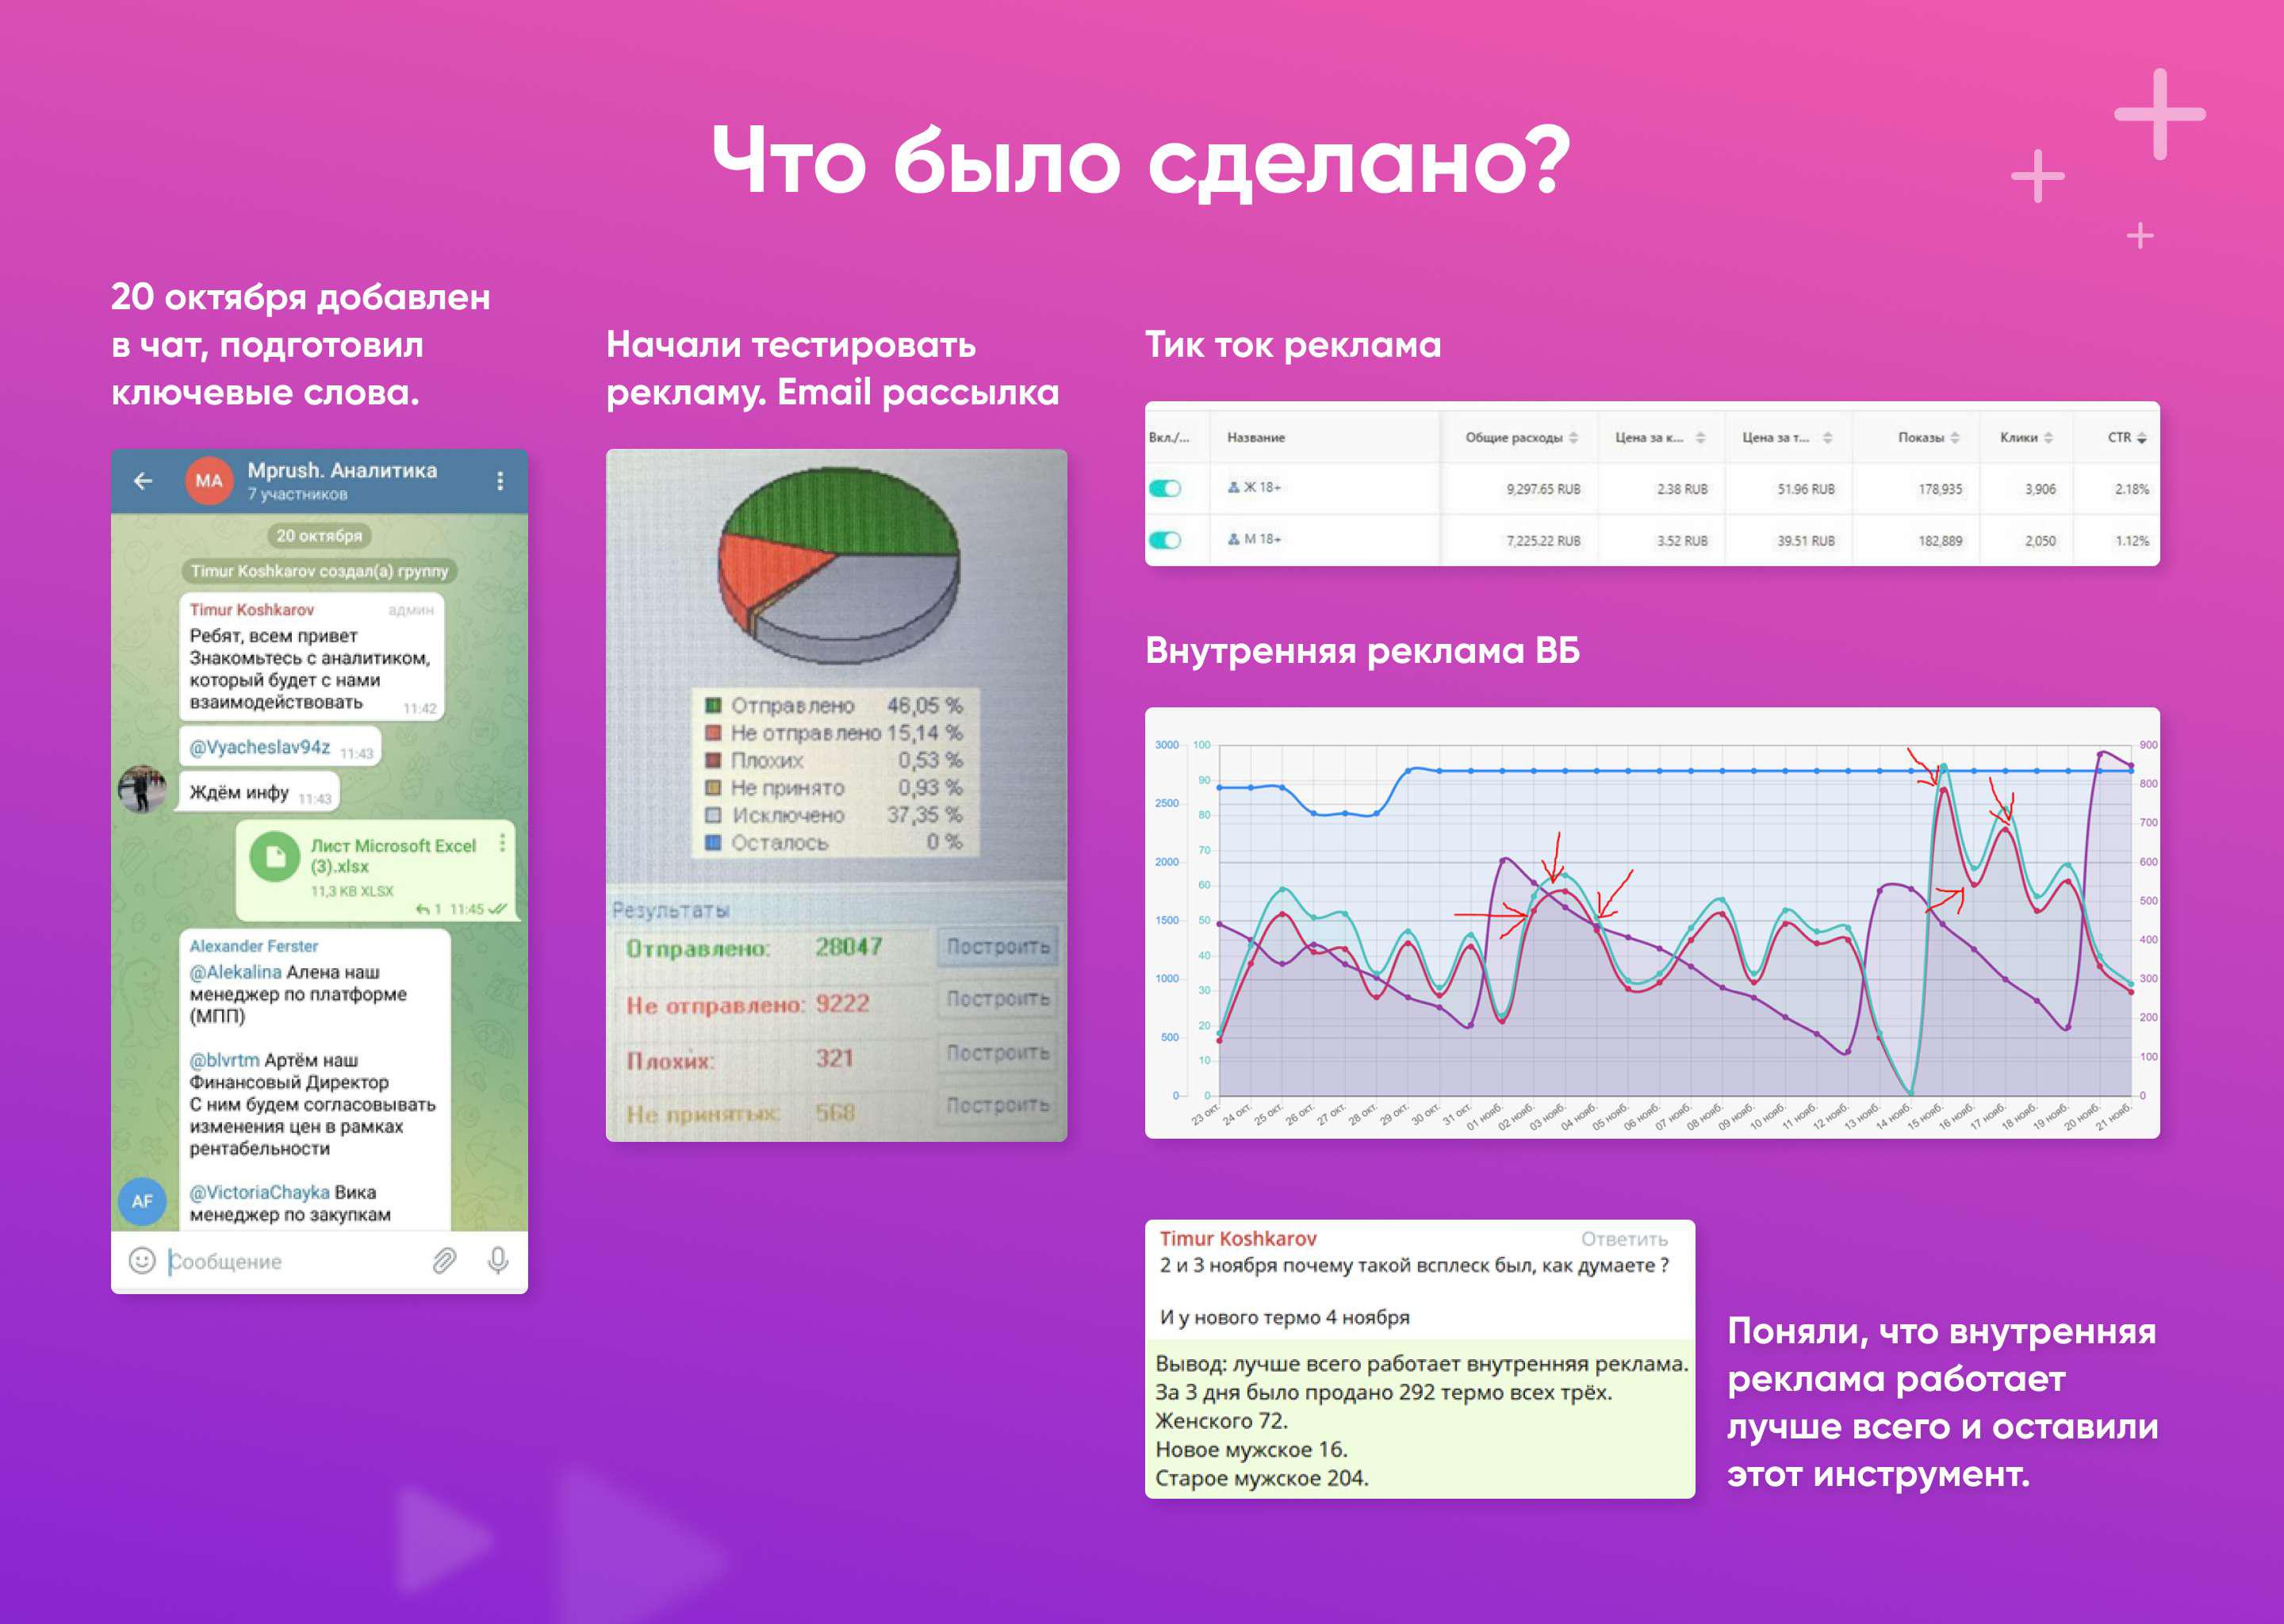 Что было сделано?
20 октября добавлен
в чат, подготовил
ключевые слова.
MA
Mprush. Аналитика
7 участников
20 октября
Timur Koshkarov создал(а) группу
Timur Koshkarov админ
Ребят, всем привет
Знакомьтесь с аналитиком,
который будет с нами
взаимодействовать
11:42
@Vyacheslav94z 11:43
Ждём инфу 11:43
Лист Microsoft Excel
(3).xlsx
11,3 KB XLSX
1 11:45
Alexander Ferster
@Alekalina Алена наш
менеджер по платформе
(МПП)
@blvrtm Артём наш
Финансовый Директор
С ним будем согласовывать
изменения цен в рамках
рентабельности
@VictoriaChayka Вика
менеджер по закупкам
AF
Сообщение
Начали тестировать
рекламу. Email рассылка
Отправлено 46,05 %
Не отправлено 15,14 %
Плохих 0,53 %
Не принято 0,93 %
Исключено 37,35 %
Осталось 0 %
Результаты
Отправлено: 28047 Построить
Не отправлено: 9222 Построить
Плохих: 321 Построить
Не принятых: 568 Построить
Тик ток реклама
Вкл./... Название Общие расходы Цена за к... Цена за т... Показы Клики CTR
Ж 18+ 9,297.65 RUB 2.38 RUB 51.96 RUB 178,935 3,906 2.18%
М 18+ 7,225.22 RUB 3.52 RUB 39.51 RUB 182,889 2,050 1.12%
Внутренняя реклама ВБ
3000 100 900
90 800
2500
80 700
70
2000 600
60
500
1500 50
400
40
1000 300
30
200
20
500
10 100
0 0 0
23 окт. 24 окт. 25 окт. 26 окт. 27 окт. 28 окт. 29 окт. 30 окт. 31 окт. 01 нояб. 02 нояб. 03 нояб. 04 нояб. 05 нояб. 06 нояб. 07 нояб. 08 нояб. 09 нояб. 10 нояб. 11 нояб. 12 нояб. 13 нояб. 14 нояб. 15 нояб. 16 нояб. 17 нояб. 18 нояб. 19 нояб. 20 нояб. 21 нояб.
Timur Koshkarov Ответить
2 и 3 ноября почему такой всплеск был, как думаете ?
И у нового термо 4 ноября
Вывод: лучше всего работает внутренняя реклама.
За 3 дня было продано 292 термо всех трёх.
Женского 72.
Новое мужское 16.
Старое мужское 204.
Поняли, что внутренняя
реклама работает
лучше всего и оставили
этот инструмент.